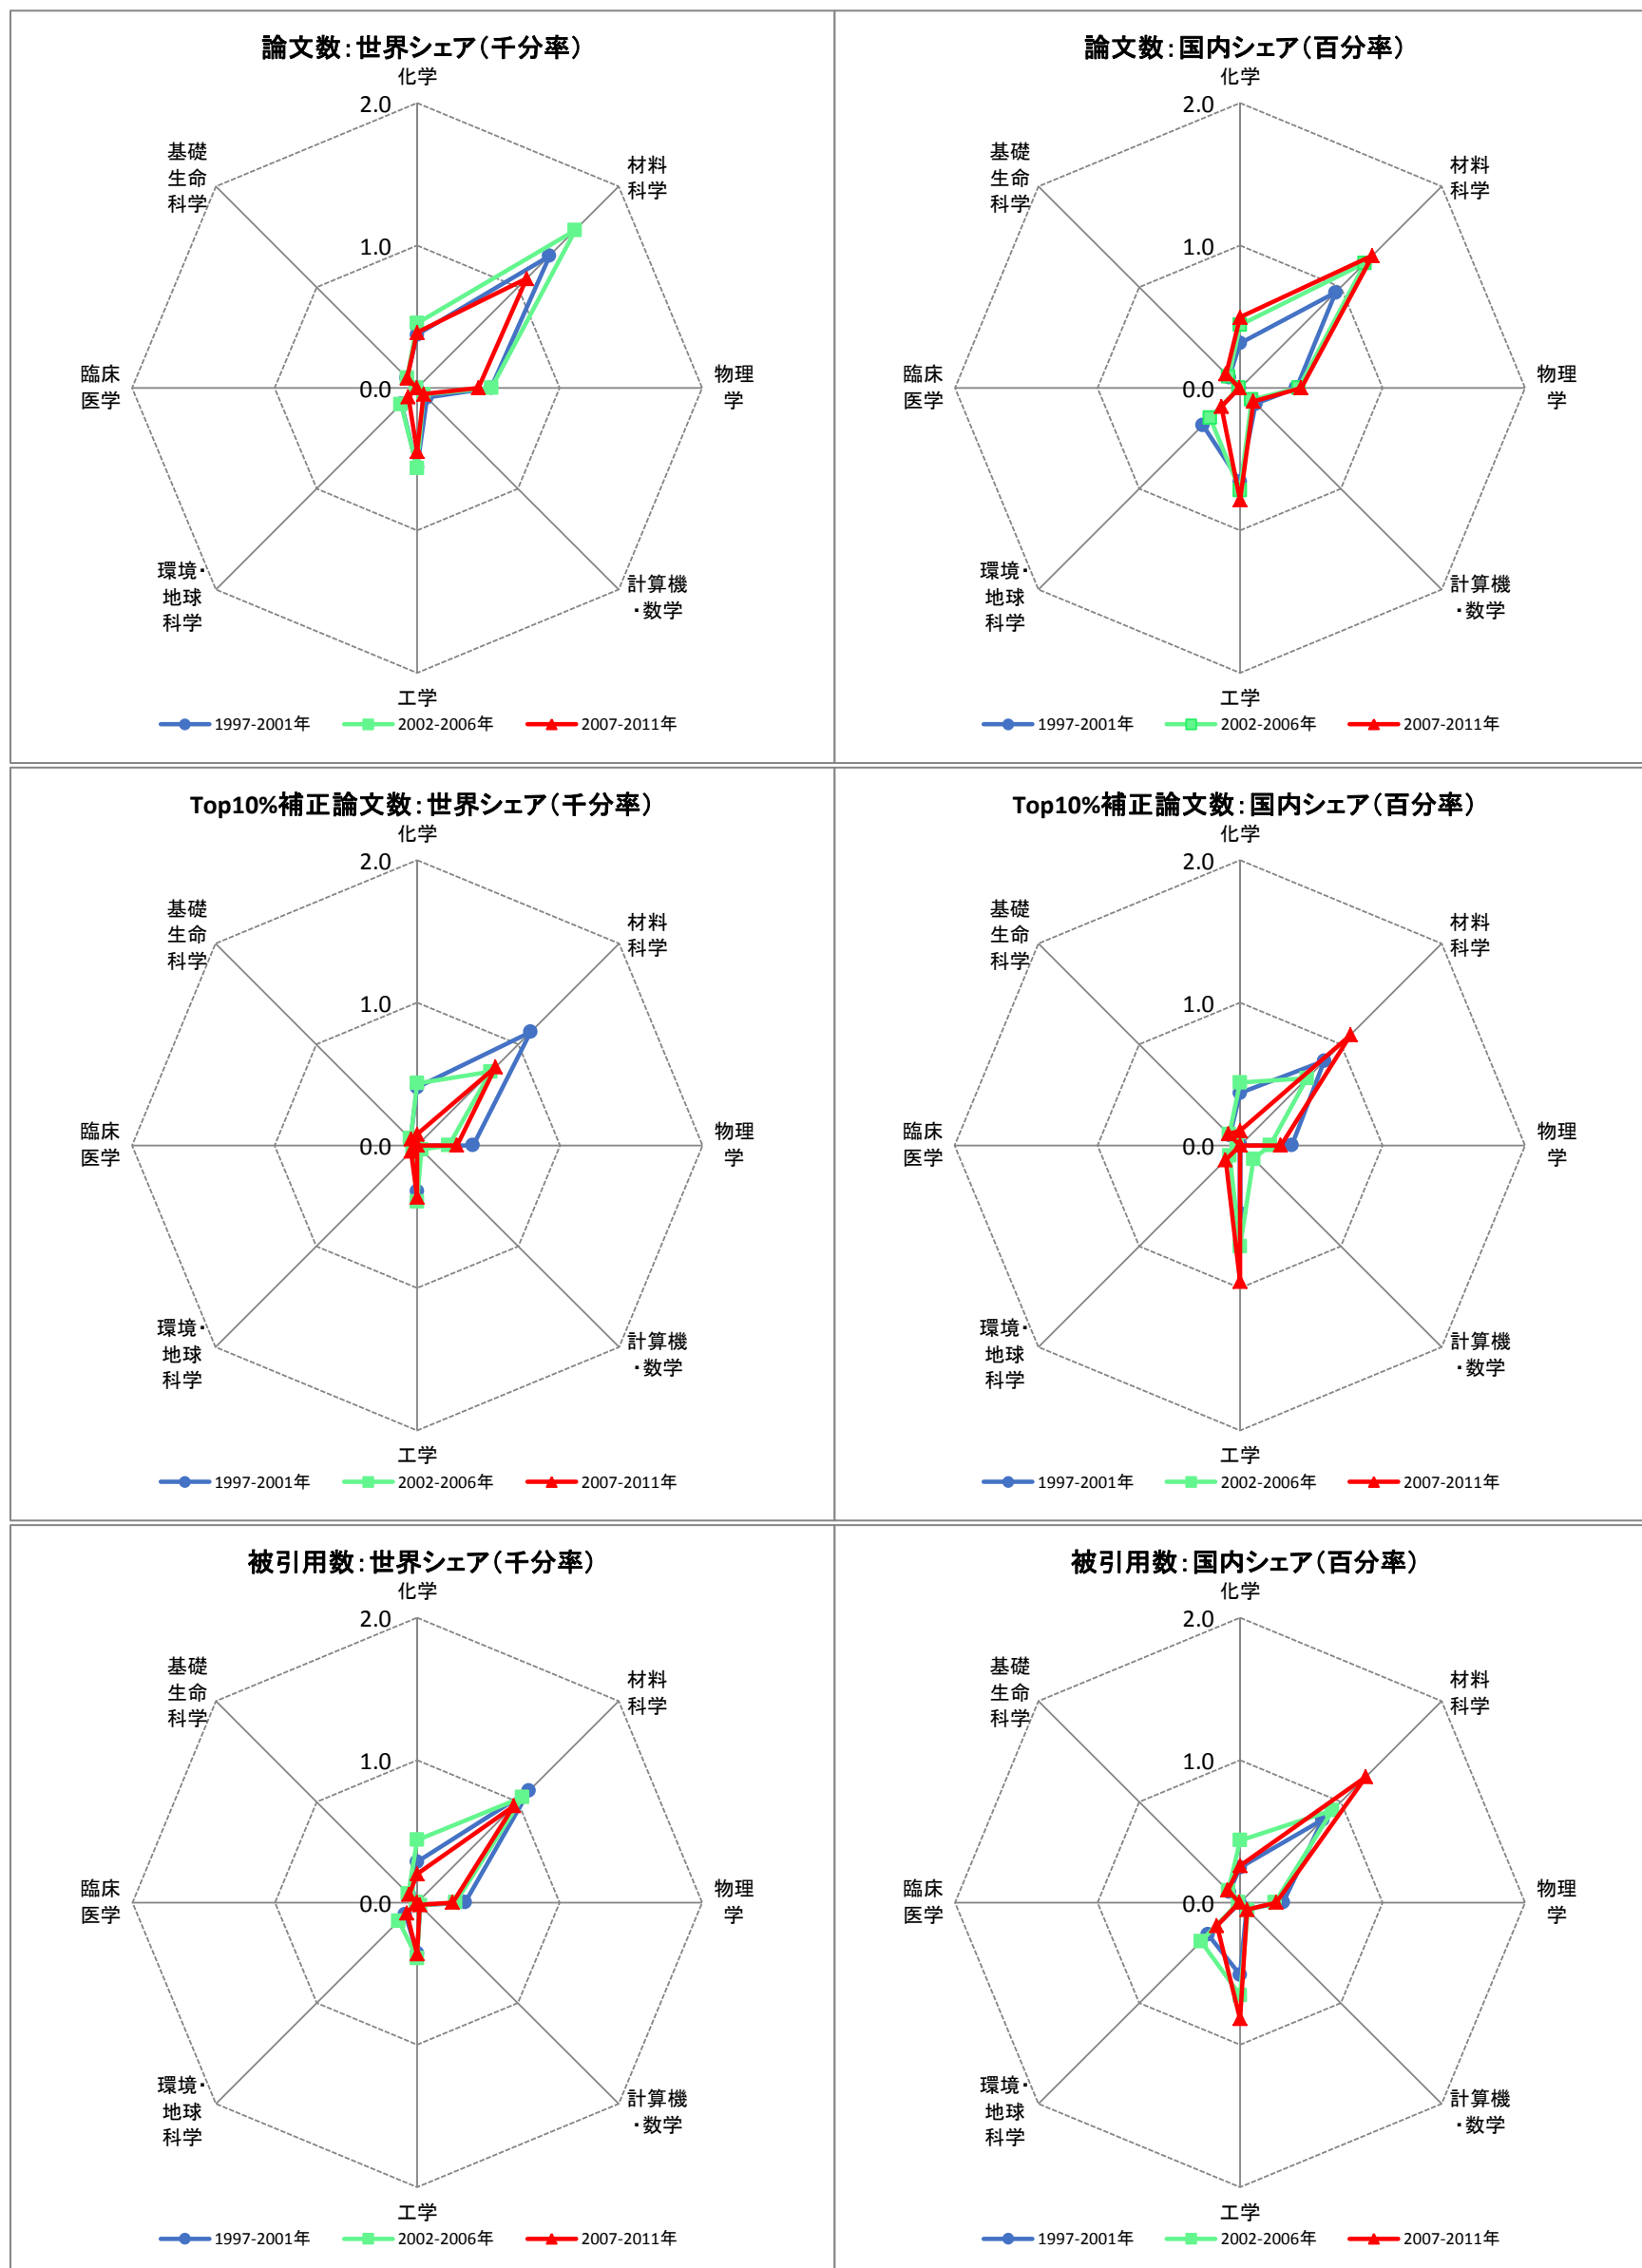 論文数：世界シェア（千分率）
化学
2.0
1.0
0.0
材料
科学
物理
学
計算機
・数学
工学
環境・
地球
科学
臨床
医学
基礎
生命
科学
1997-2001年 2002-2006年 2007-2011年
論文数：国内シェア（百分率）
化学
2.0
1.0
0.0
材料
科学
物理
学
計算機
・数学
工学
環境・
地球
科学
臨床
医学
基礎
生命
科学
1997-2001年 2002-2006年 2007-2011年
Top10%補正論文数：世界シェア（千分率）
化学
2.0
1.0
0.0
材料
科学
物理
学
計算機
・数学
工学
環境・
地球
科学
臨床
医学
基礎
生命
科学
1997-2001年 2002-2006年 2007-2011年
Top10%補正論文数：国内シェア（百分率）
化学
2.0
1.0
0.0
材料
科学
物理
学
計算機
・数学
工学
環境・
地球
科学
臨床
医学
基礎
生命
科学
1997-2001年 2002-2006年 2007-2011年
被引用数：世界シェア（千分率）
化学
2.0
1.0
0.0
材料
科学
物理
学
計算機
・数学
工学
環境・
地球
科学
臨床
医学
基礎
生命
科学
1997-2001年 2002-2006年 2007-2011年
被引用数：国内シェア（百分率）
化学
2.0
1.0
0.0
材料
科学
物理
学
計算機
・数学
工学
環境・
地球
科学
臨床
医学
基礎
生命
科学
1997-2001年 2002-2006年 2007-2011年